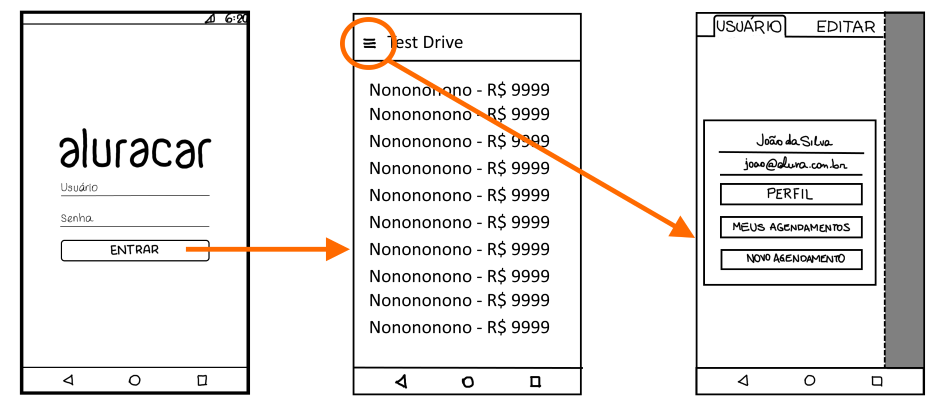 6:20
aluracar
Usuário
Senha
ENTRAR
Test Drive
Nonononono - R$ 9999
Nonononono - R$ 9999
Nonononono - R$ 9999
Nonononono - R$ 9999
Nonononono - R$ 9999
Nonononono - R$ 9999
Nonononono - R$ 9999
Nonononono - R$ 9999
Nonononono - R$ 9999
Nonononono - R$ 9999
USUÁRIO EDITAR
João da Silva
joao@alura.com.br
PERFIL
MEUS AGENDAMENTOS
NOVO AGENDAMENTO